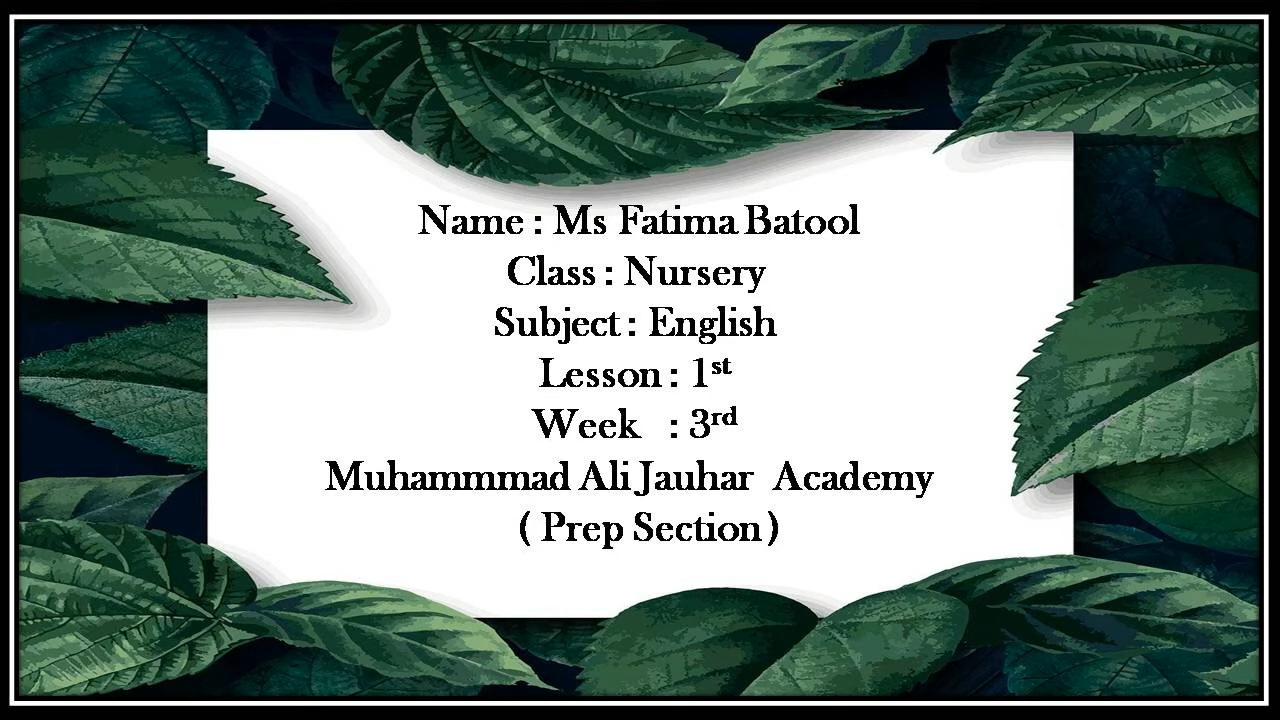 Name : Ms Fatima Batool
Class : Nursery
Subject : English
Lesson : 1st
Week : 3rd
Muhammmad Ali Jauhar Academy
( Prep Section )